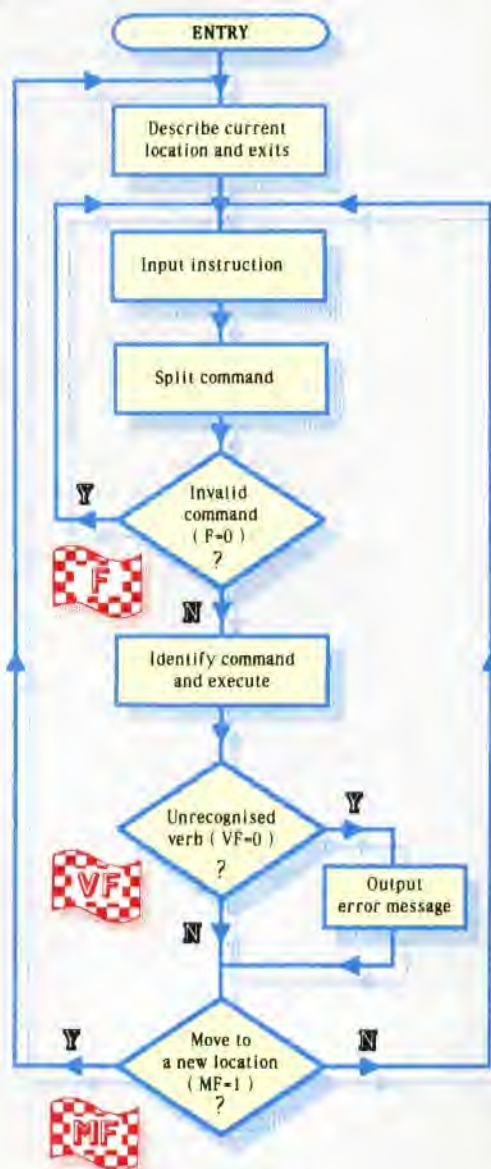 ENTRY
Describe current
location and exits
Input instruction
Split command
Y
Invalid
command
( F=0 )
?
F
N
Identify command
and execute
Unrecognised
verb ( VF=0 )
?
Y
VF
Output
error message
N
Y
Move to
a new location
( MF=1 )
?
N
MF